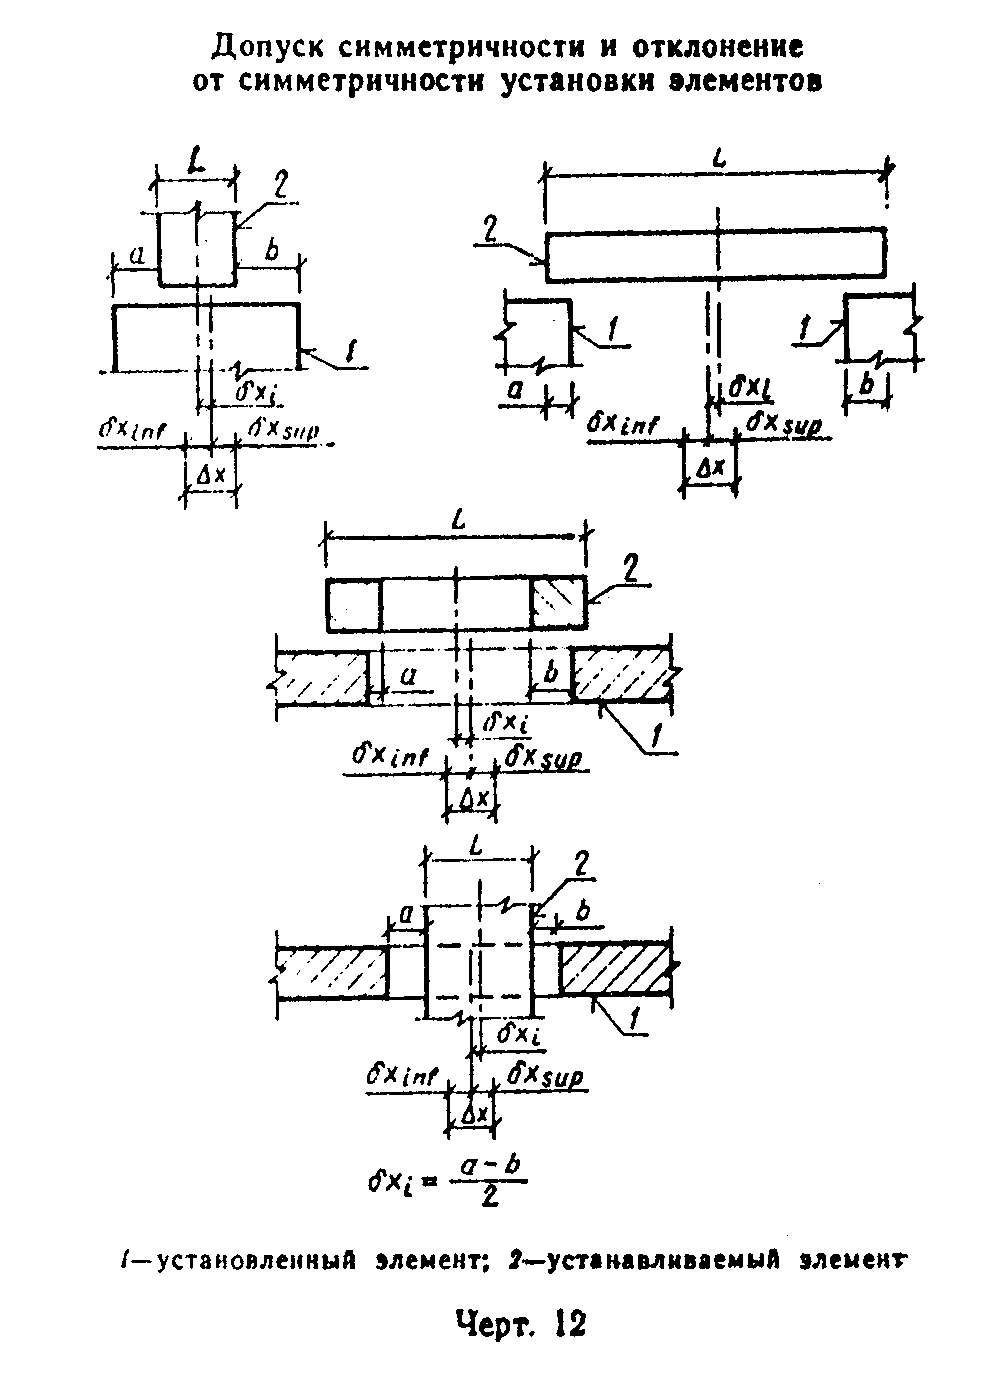 Допуск симметричности и отклонение
от симметричности установки элементов
L
2
a
b
1
δxi
δxinf
δxsup
Δx
L
2
1
1
a
δxi
b
δxinf
δxsup
Δx
L
2
a
b
δxi
1
δxinf
δxsup
Δx
L
2
a
b
1
δxi
δxinf
δxsup
Δx
δxi = a-b
2
1—установленный элемент; 2—устанавливаемый элемент
Черт. 12